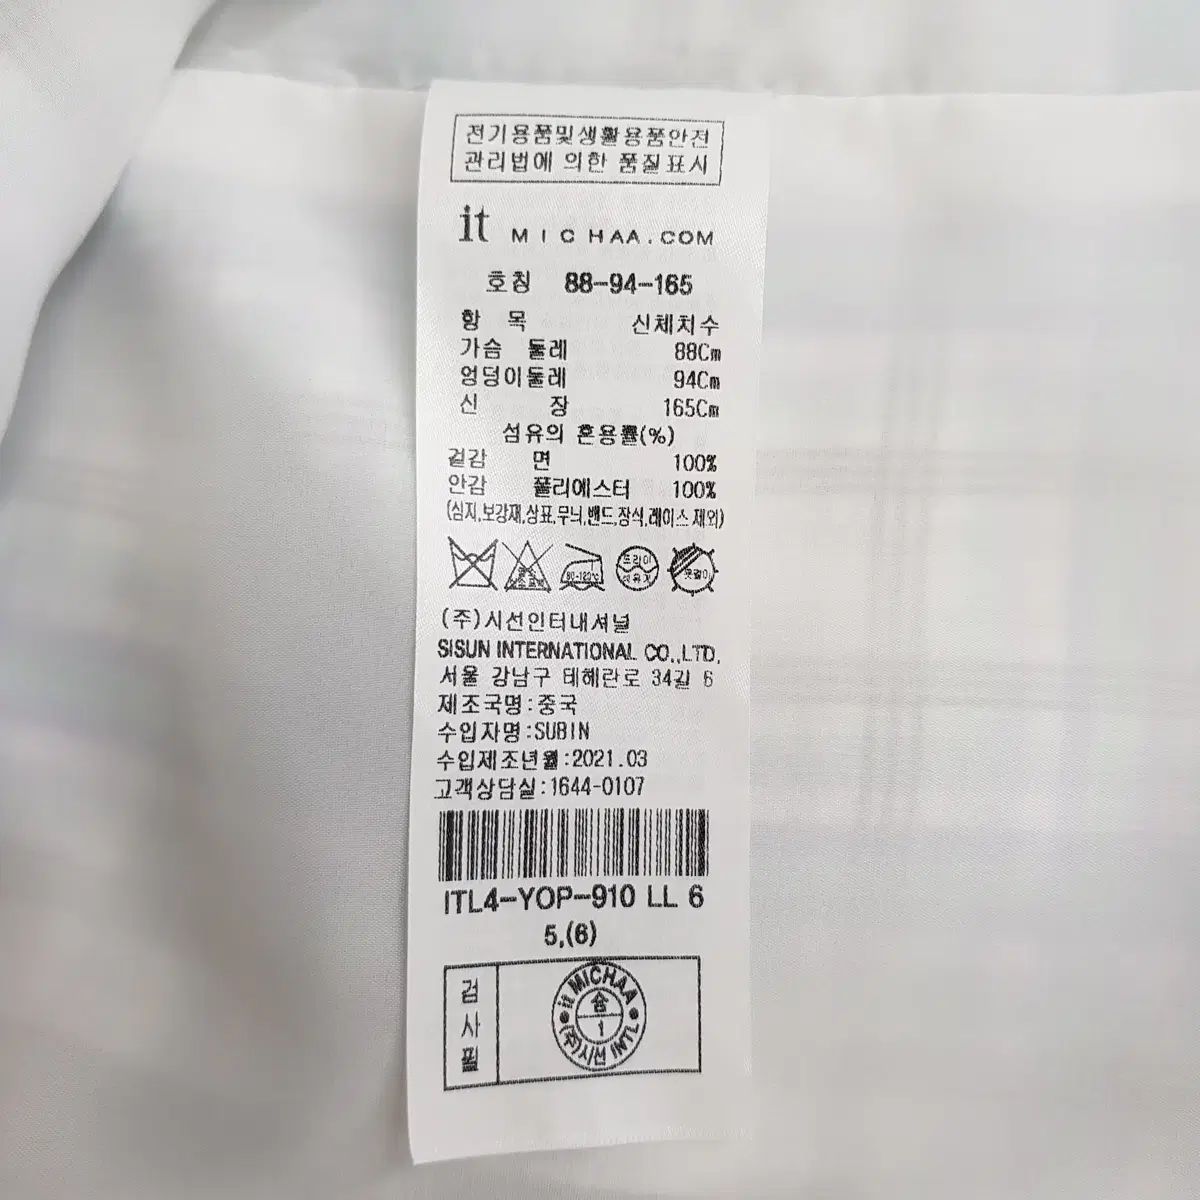 전기용품및생활용품안전
관리법에 의한 품질표시
it MICHAA.COM
호칭 88-94-165
항 목 신체치수
가슴 둘레 88Cm
엉덩이둘레 94Cm
신 장 165Cm
섬유의 혼용률(%)
겉감 면 100%
안감 폴리에스터 100%
(심지,보강재,상표,무늬,밴드,장식,레이스 제외)
80-120℃
드라이
(주)시선인터내셔널
SISUN INTERNATIONAL CO.,LTD.
서울 강남구 테헤란로 34길 6
제조국명:중국
수입자명:SUBIN
수입제조년월:2021.03
고객상담실:1644-0107
ITL4-YOP-910 LL 6
5,(6)
검사필
it MICHAA
1
(주)시선 INTL